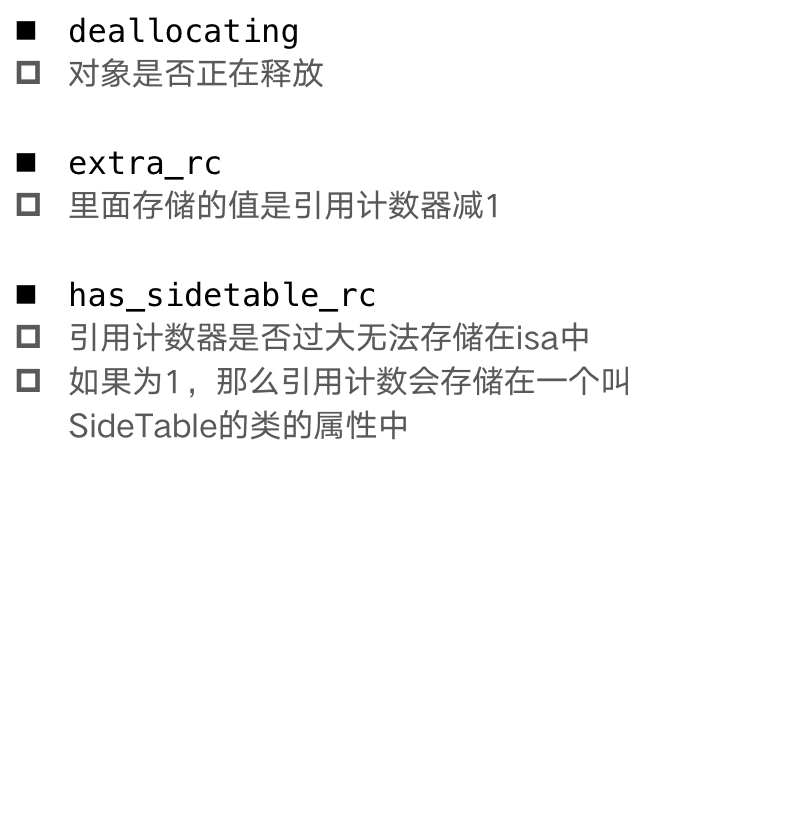 ■ deallocating
□ 对象是否正在释放
■ extra_rc
□ 里面存储的值是引用计数器减1
■ has_sidetable_rc
□ 引用计数器是否过大无法存储在isa中
□ 如果为1，那么引用计数会存储在一个叫
SideTable的类的属性中